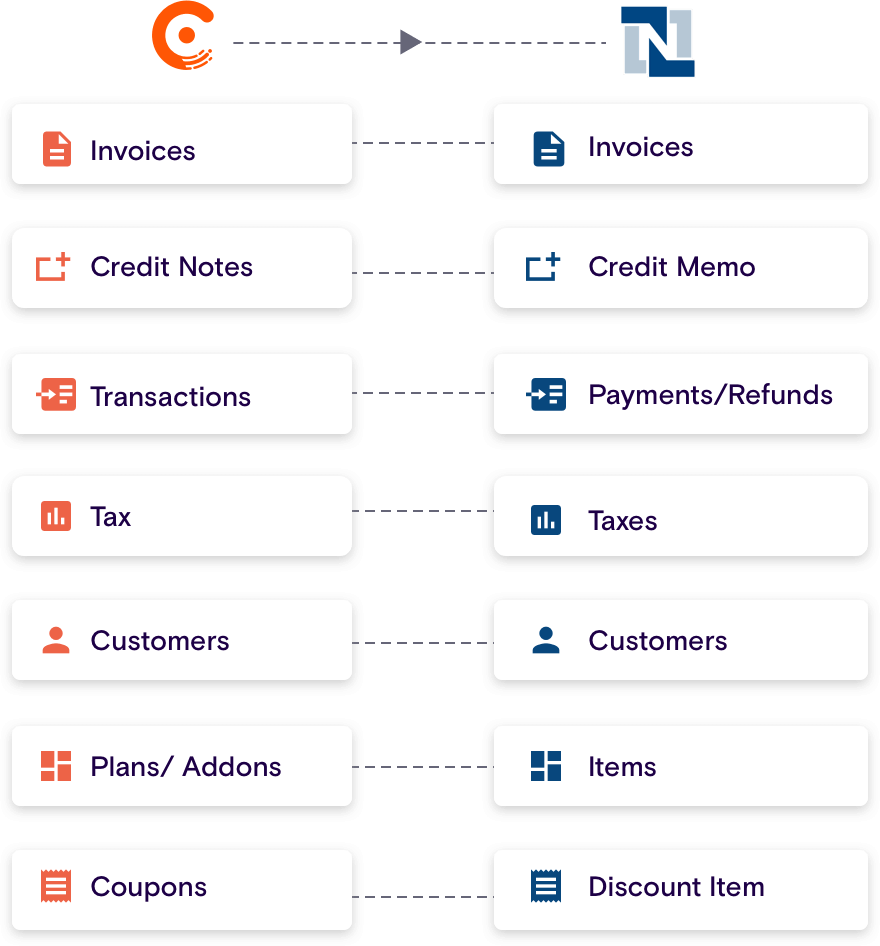 N
Invoices
Invoices
Credit Notes
Credit Memo
Transactions
Payments/Refunds
Tax
Taxes
Customers
Customers
Plans/ Addons
Items
Coupons
Discount Item